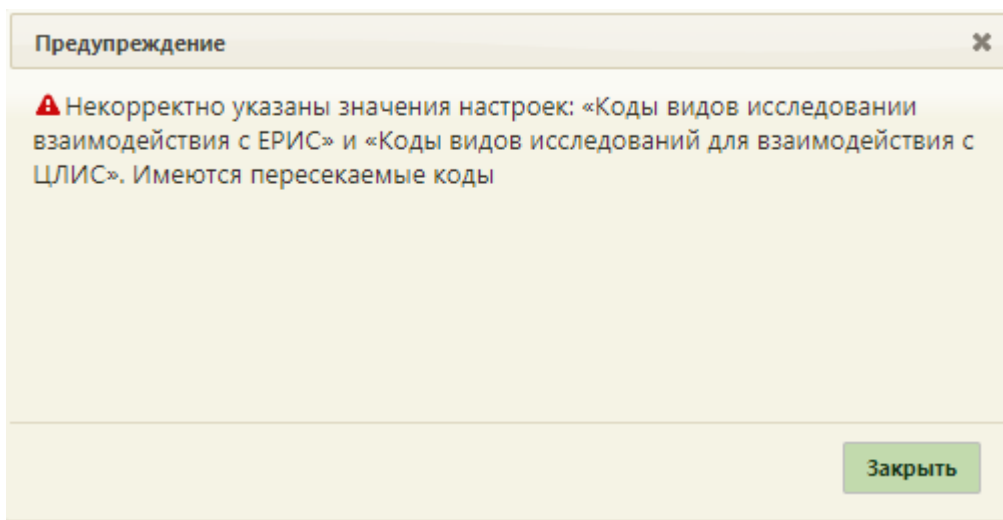 Предупреждение
Некорректно указаны значения настроек: «Коды видов исследовании
взаимодействия с ЕРИС» и «Коды видов исследований для взаимодействия с
ЦЛИС». Имеются пересекаемые коды
Закрыть